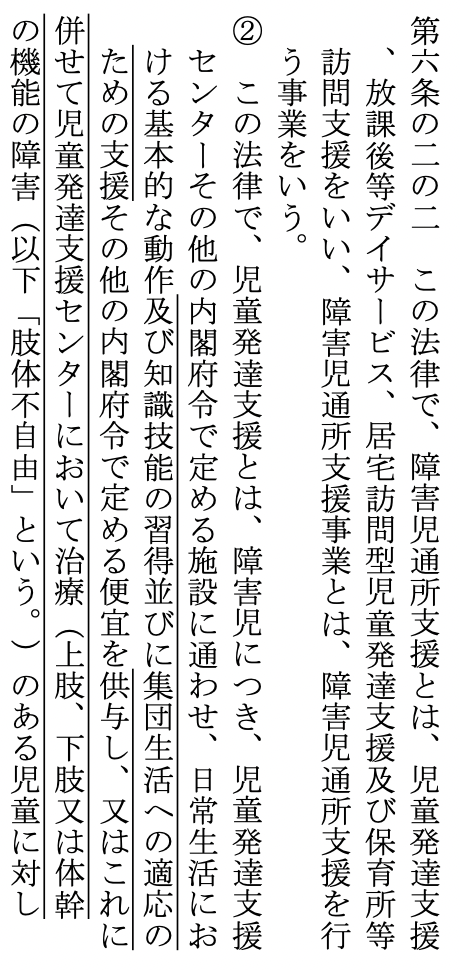 第六条の二の二　この法律で、障害児通所支援とは、児童発達支援
、放課後等デイサービス、居宅訪問型児童発達支援及び保育所等
訪問支援をいい、障害児通所支援事業とは、障害児通所支援を行
う事業をいう。
②　この法律で、児童発達支援とは、障害児につき、児童発達支援
センターその他の内閣府令で定める施設に通わせ、日常生活にお
ける基本的な動作及び知識技能の習得並びに集団生活への適応の
ための支援その他の内閣府令で定める便宜を供与し、又はこれに
併せて児童発達支援センターにおいて治療（上肢、下肢又は体幹
の機能の障害（以下「肢体不自由」という。）のある児童に対し